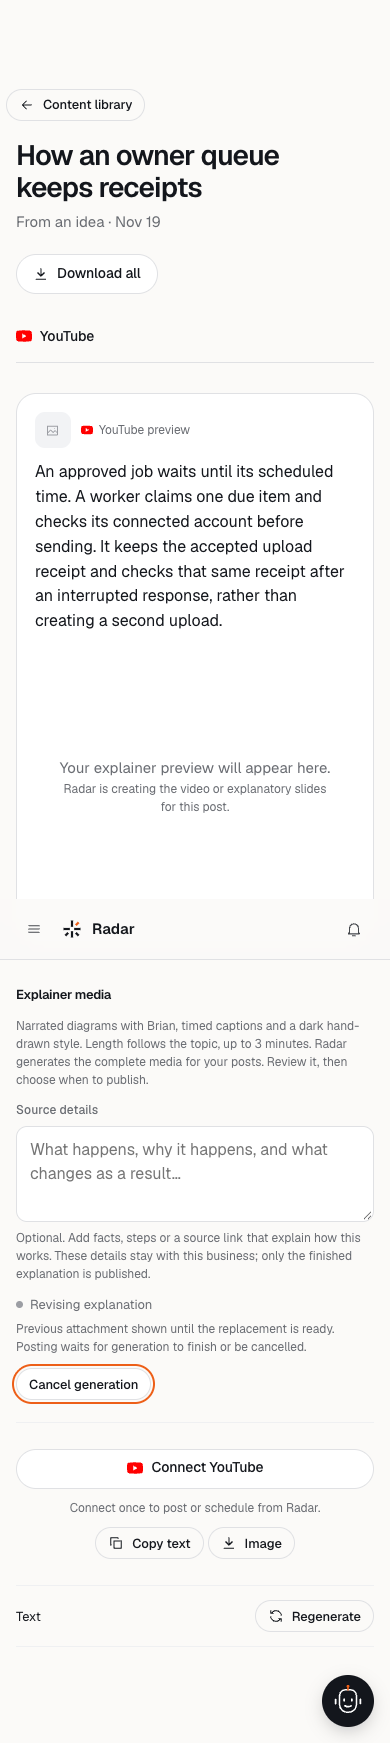 Content library
How an owner queue
keeps receipts
From an idea · Nov 19
Download all
YouTube
YouTube preview
An approved job waits until its scheduled
time. A worker claims one due item and
checks its connected account before
sending. It keeps the accepted upload
receipt and checks that same receipt after
an interrupted response, rather than
creating a second upload.
Your explainer preview will appear here.
Radar is creating the video or explanatory slides
for this post.
Radar
Explainer media
Narrated diagrams with Brian, timed captions and a dark hand-
drawn style. Length follows the topic, up to 3 minutes. Radar
generates the complete media for your posts. Review it, then
choose when to publish.
Source details
What happens, why it happens, and what
changes as a result...
Optional. Add facts, steps or a source link that explain how this
works. These details stay with this business; only the finished
explanation is published.
Revising explanation
Previous attachment shown until the replacement is ready.
Posting waits for generation to finish or be cancelled.
Cancel generation
Connect YouTube
Connect once to post or schedule from Radar.
Copy text
Image
Text
Regenerate